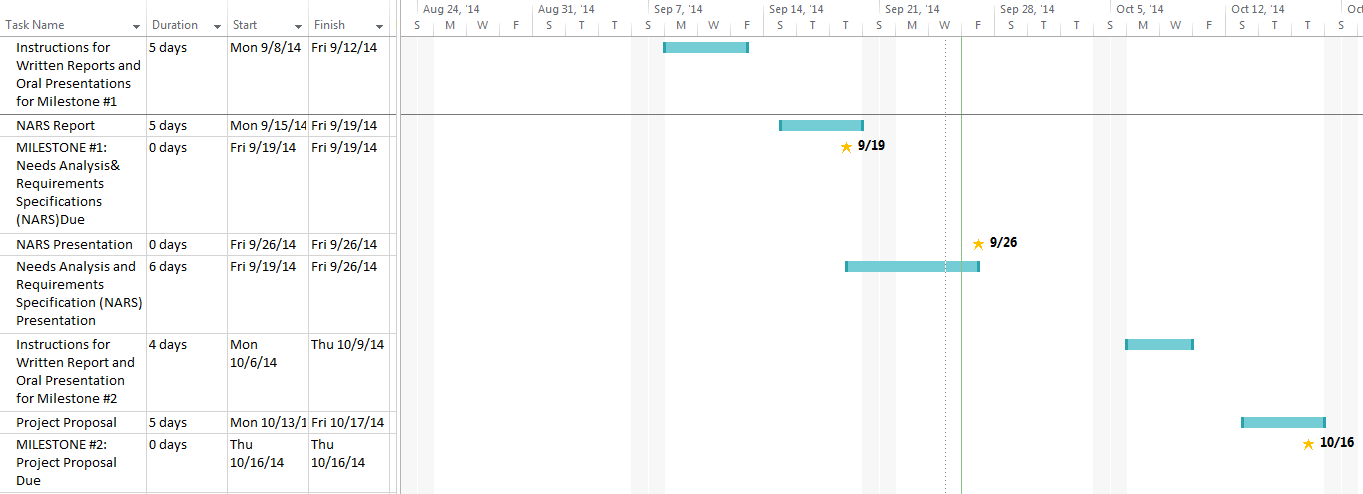 Aug 24, '14 Aug 31, '14 Sep 7, '14 Sep 14, '14 Sep 21, '14 Sep 28, '14 Oct 5, '14 Oct 12, '14 Oct
Task Name Duration Start Finish S M W F S T T S M W F S T T S M W F S T T S M W F S T T S
Instructions for 5 days Mon 9/8/14 Fri 9/12/14
Written Reports and
Oral Presentations
for Milestone #1
NARS Report 5 days Mon 9/15/14 Fri 9/19/14
MILESTONE #1: 0 days Fri 9/19/14 Fri 9/19/14 9/19
Needs Analysis&
Requirements
Specifications
(NARS)Due
NARS Presentation 0 days Fri 9/26/14 Fri 9/26/14 9/26
Needs Analysis and 6 days Fri 9/19/14 Fri 9/26/14
Requirements
Specification (NARS)
Presentation
Instructions for 4 days Mon Thu 10/9/14
Written Report and 10/6/14
Oral Presentation
for Milestone #2
Project Proposal 5 days Mon 10/13/1 Fri 10/17/14
MILESTONE #2: 0 days Thu Thu 10/16
Project Proposal 10/16/14 10/16/14
Due